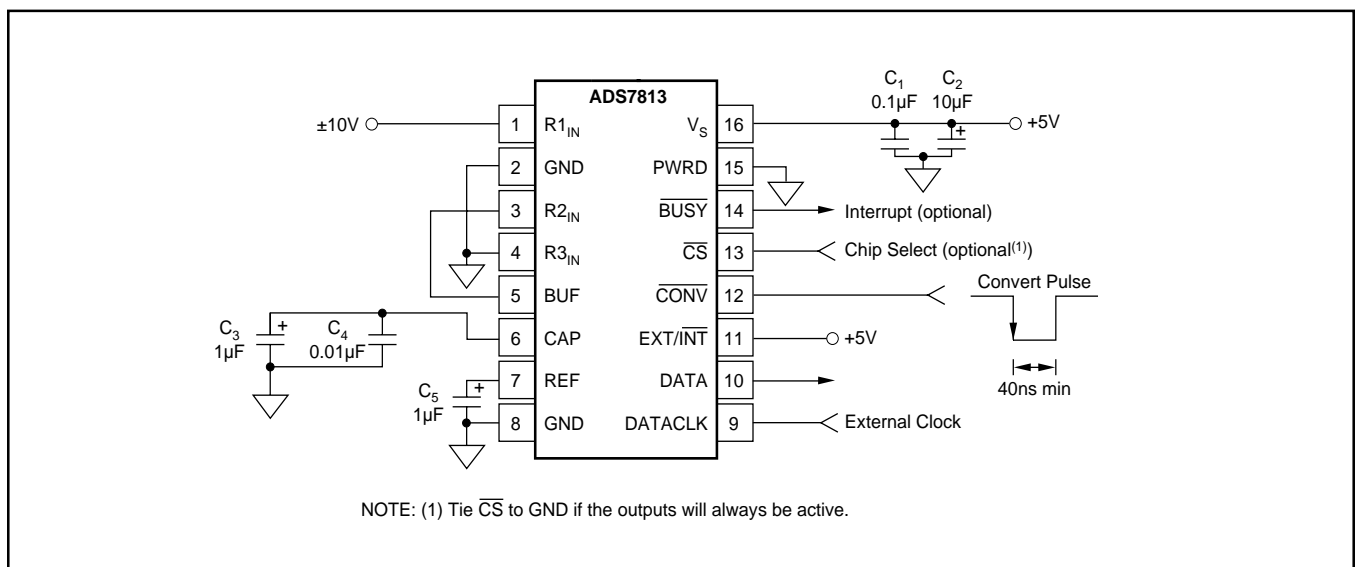 ADS7813
C1
0.1µF
C2
10µF
±10V
1
R1IN
VS
16
+5V
2
GND
PWRD
15
3
R2IN
BUSY
14
Interrupt (optional)
4
R3IN
CS
13
Chip Select (optional(1))
5
BUF
CONV
12
Convert Pulse
C3
1µF
+
C4
0.01µF
6
CAP
EXT/INT
11
+5V
40ns min
C5
1µF
+
7
REF
DATA
10
8
GND
DATACLK
9
External Clock
+
NOTE: (1) Tie CS to GND if the outputs will always be active.